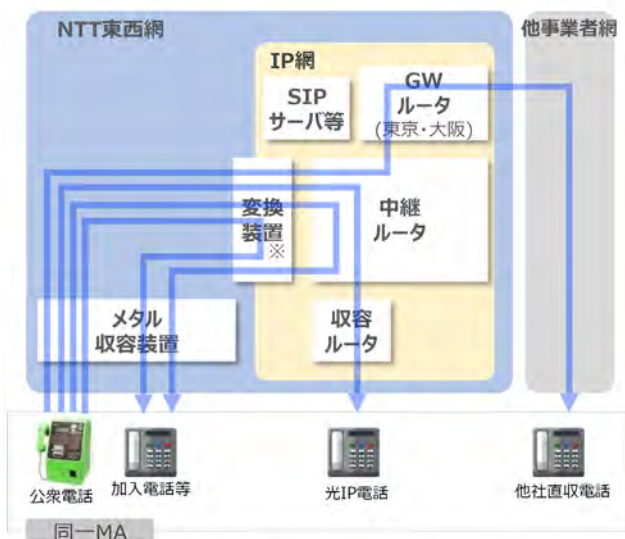 NTT東西網
他事業者網
IP網
SIP
サーバ等
GW
ルータ
(東京・大阪)
変換
装置
※
中継
ルータ
メタル
収容装置
収容
ルータ
公衆電話
加入電話等
光IP電話
他社直収電話
同一MA